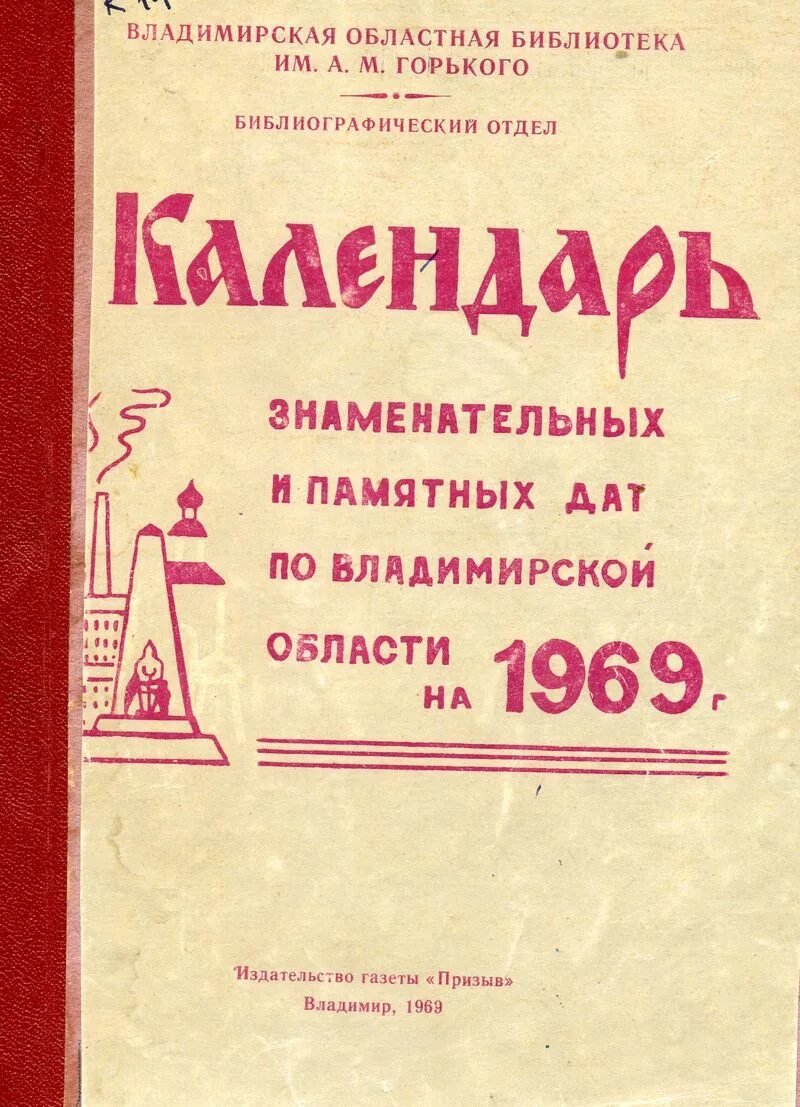 ВЛАДИМИРСКАЯ ОБЛАСТНАЯ БИБЛИОТЕКА
ИМ. А. М. ГОРЬКОГО
БИБЛИОГРАФИЧЕСКИЙ ОТДЕЛ
КАЛЕНДАРЬ
ЗНАМЕНАТЕЛЬНЫХ
И ПАМЯТНЫХ ДАТ
ПО ВЛАДИМИРСКОЙ
ОБЛАСТИ
НА 1969 г
Издательство газеты «Призыв»
Владимир, 1969